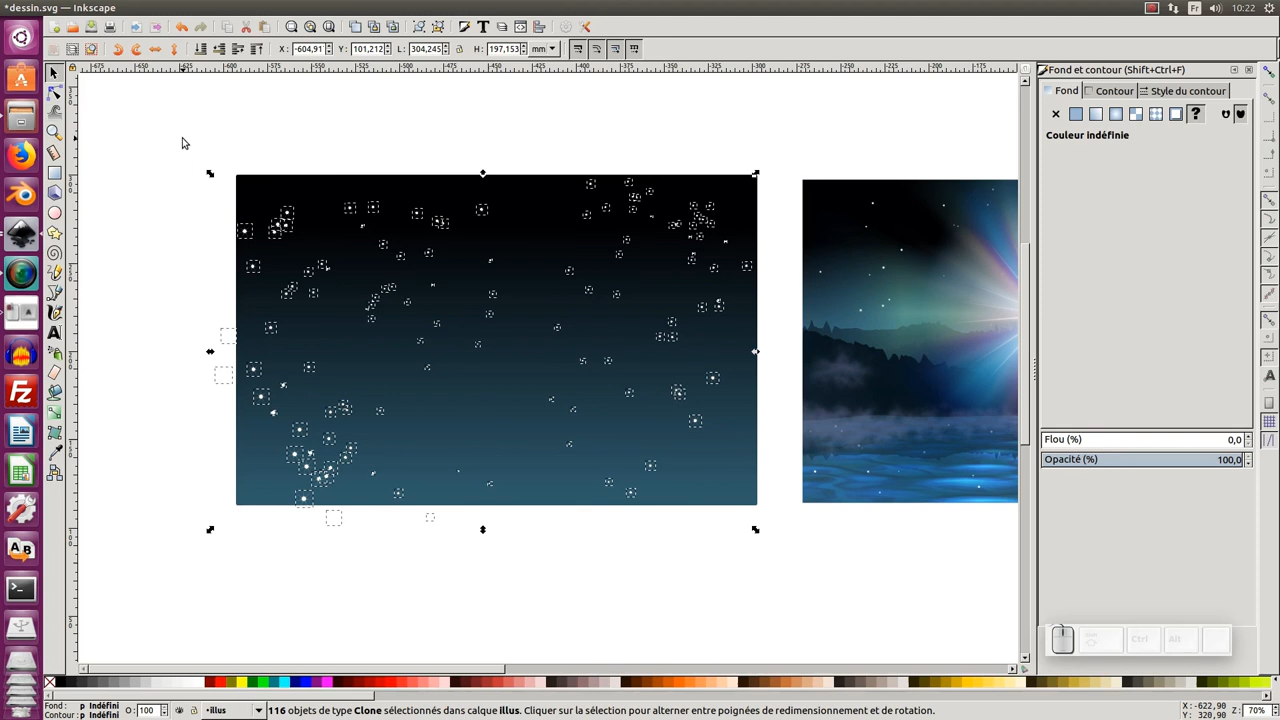 *dessin.svg — Inkscape
Fr 10:22
X: -604,91 Y: 101,212 L: 304,245 H: 197,153 mm
Fond et contour (Shift+Ctrl+F)
Fond Contour Style du contour
Couleur indéfinie
Flou (%) 0,0
Opacité (%) 100,0
Ctrl Alt
Fond : p Indéfini
Contour : p Indéfini
O: 100
•illus
116 objets de type Clone sélectionnés dans calque illus. Cliquer sur la sélection pour alterner entre poignées de redimensionnement et de rotation.
X: -622,90
Y: 320,90
Z: 70%